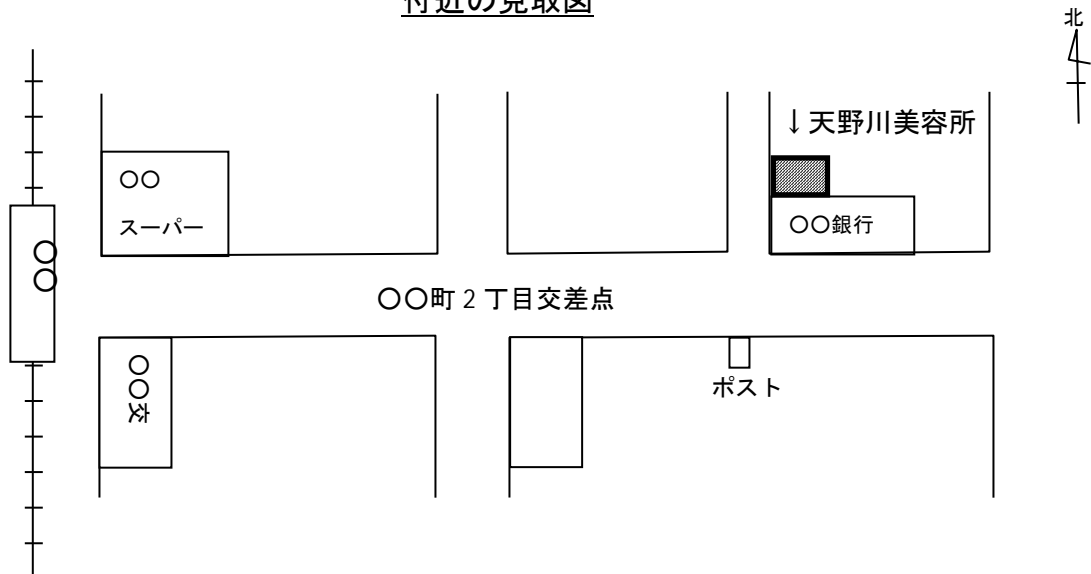 付近の見取図
北
↓天野川美容所
〇〇
スーパー
〇〇銀行
〇〇
〇〇町2丁目交差点
〇〇交
ポスト